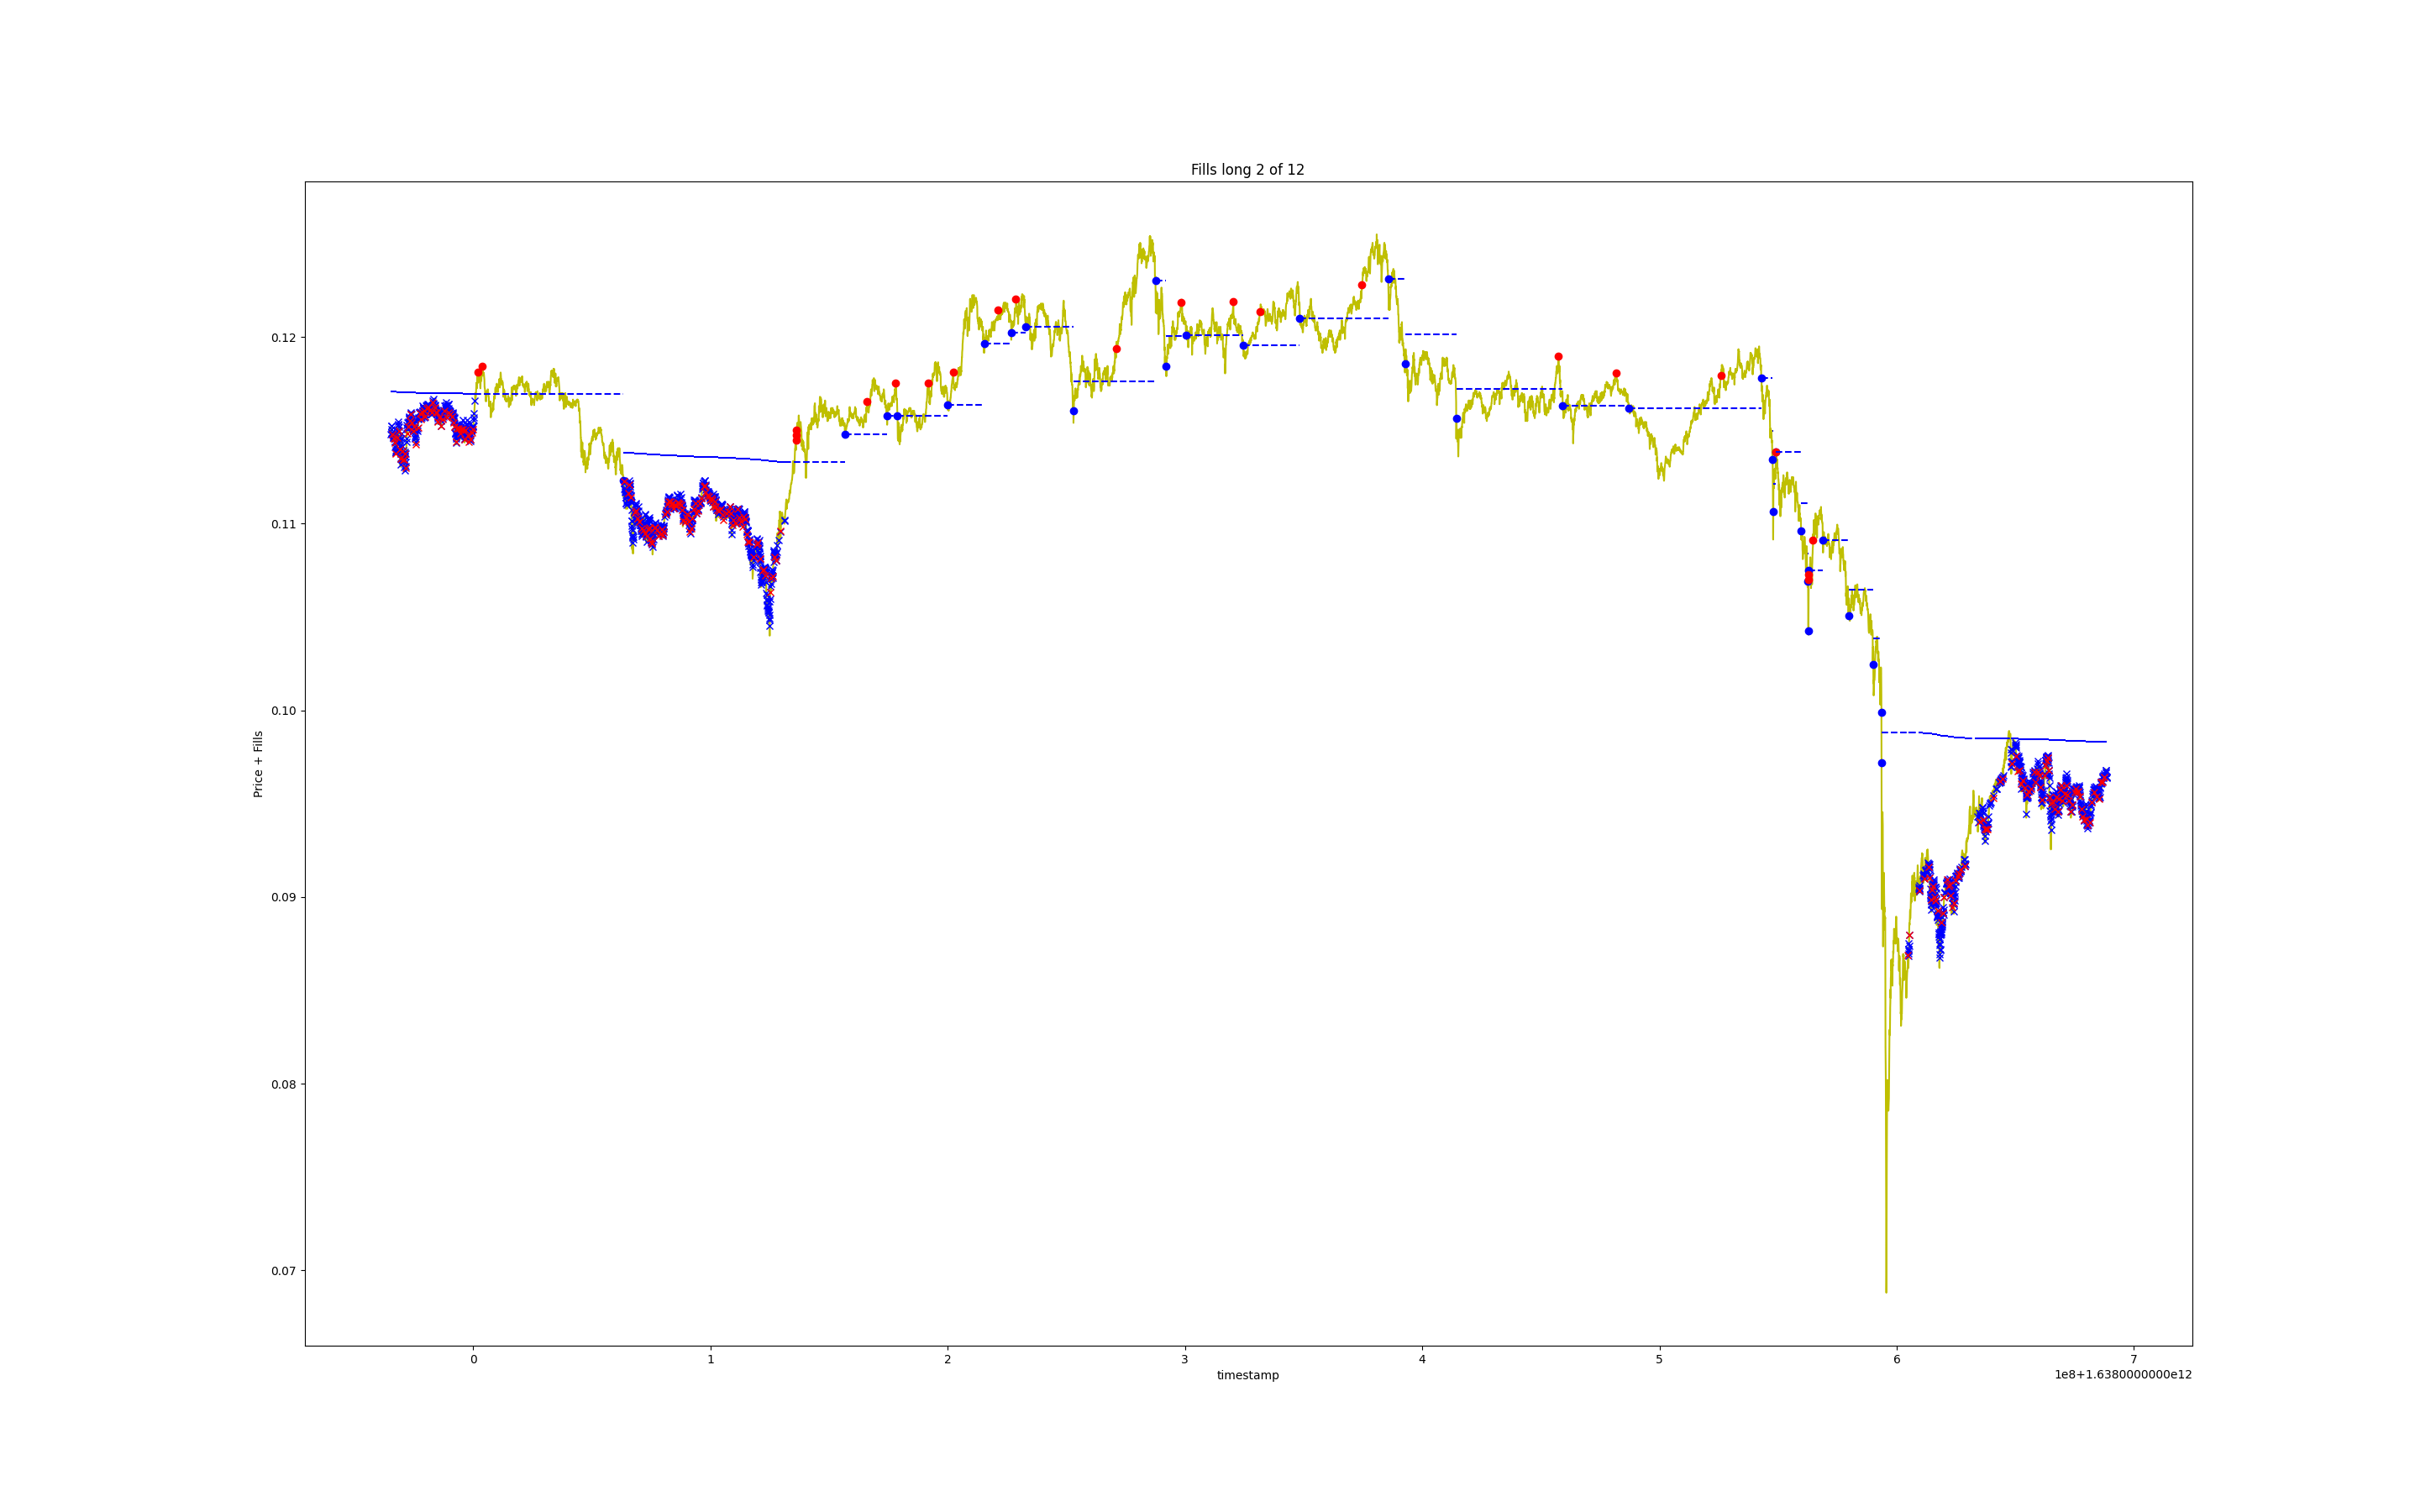 Fills long 2 of 12
Price + Fills
0.12
0.11
0.10
0.09
0.08
0.07
0 1 2 3 4 5 6 7
timestamp
1e8+1.6380000000e12